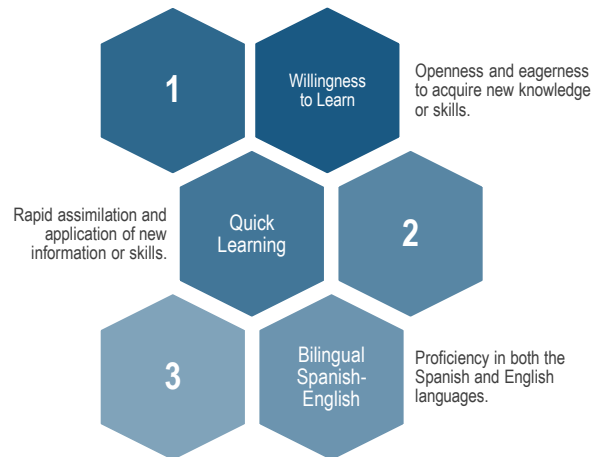 1
Willingness
to Learn
Openness and eagerness
to acquire new knowledge
or skills.
Rapid assimilation and
application of new
information or skills.
Quick
Learning
2
3
Bilingual
Spanish-
English
Proficiency in both the
Spanish and English
languages.